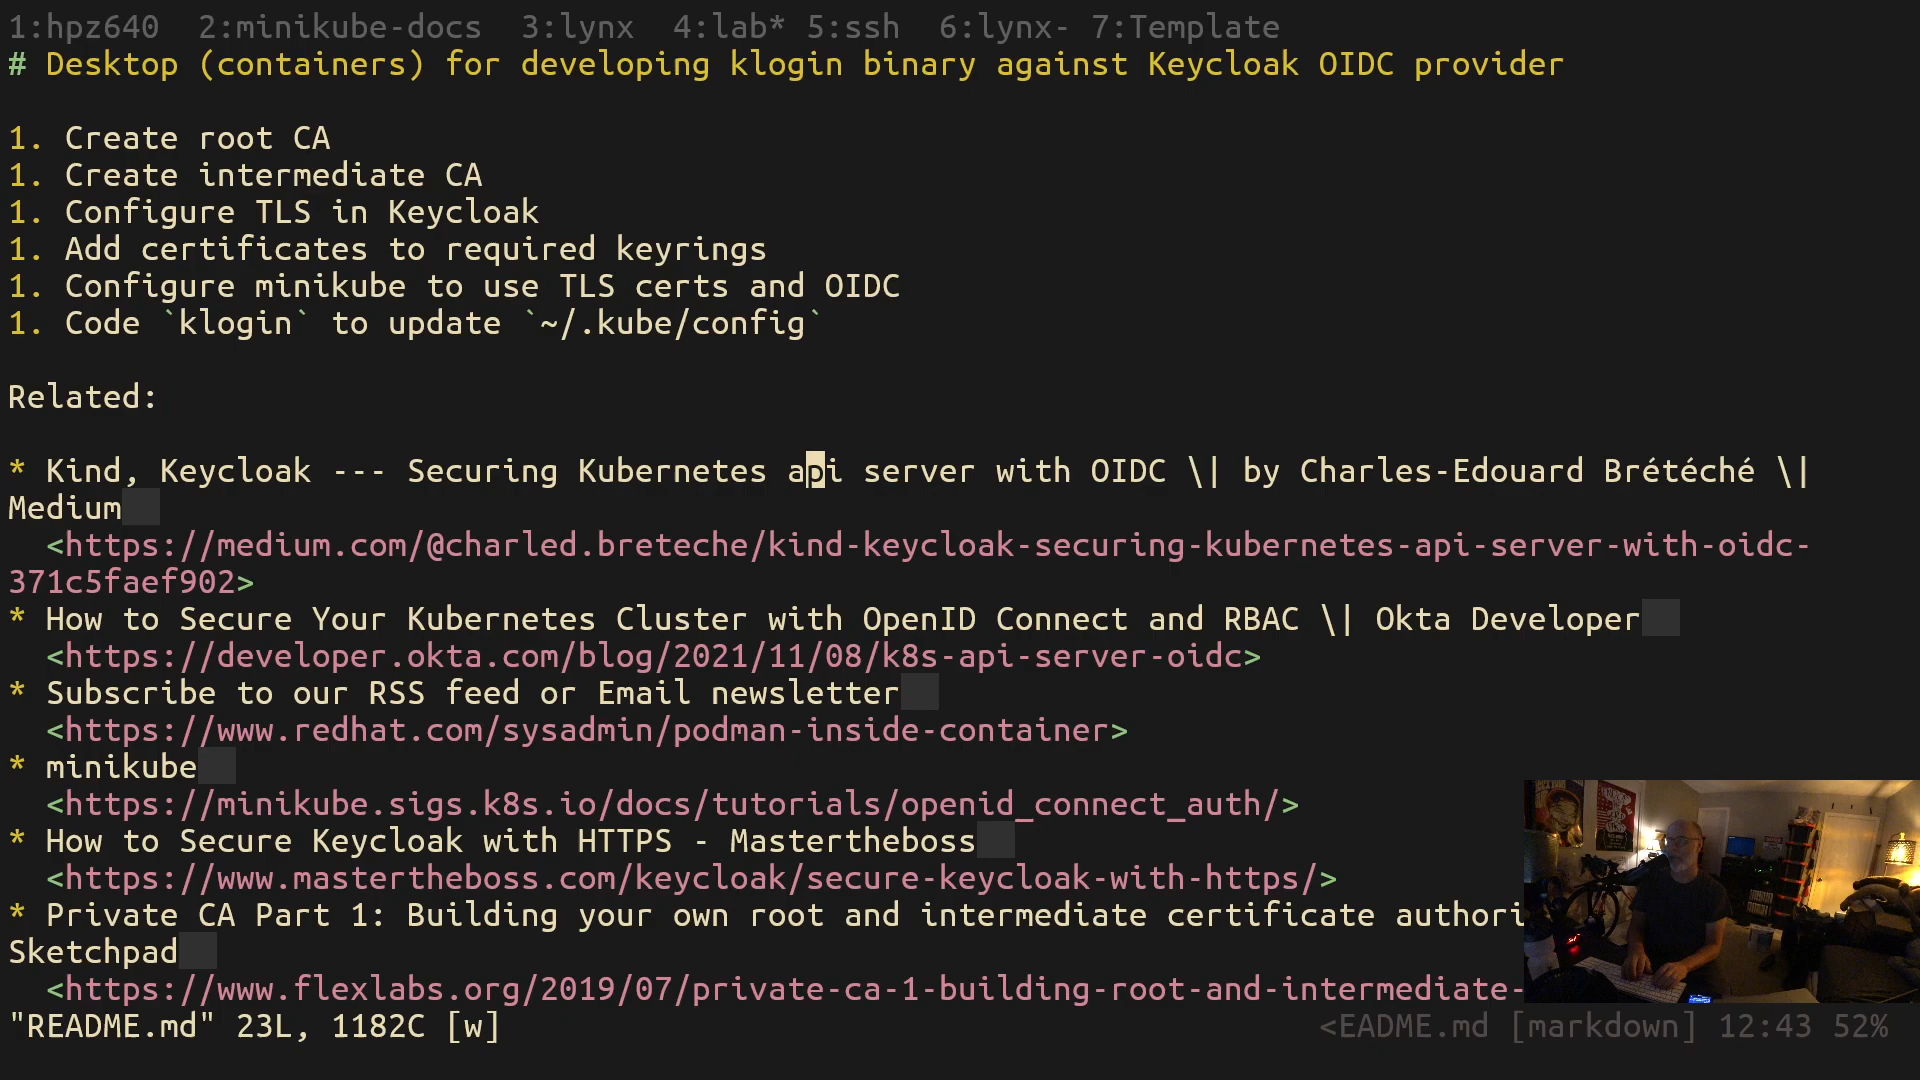 1:hpz640  2:minikube-docs  3:lynx  4:lab* 5:ssh  6:lynx- 7:Template
# Desktop (containers) for developing klogin binary against Keycloak OIDC provider
1. Create root CA
1. Create intermediate CA
1. Configure TLS in Keycloak
1. Add certificates to required keyrings
1. Configure minikube to use TLS certs and OIDC
1. Code `klogin` to update `~/.kube/config`
Related:
* Kind, Keycloak --- Securing Kubernetes api server with OIDC \| by Charles-Edouard Brétéché \|
Medium
  <https://medium.com/@charled.breteche/kind-keycloak-securing-kubernetes-api-server-with-oidc-
371c5faef902>
* How to Secure Your Kubernetes Cluster with OpenID Connect and RBAC \| Okta Developer
  <https://developer.okta.com/blog/2021/11/08/k8s-api-server-oidc>
* Subscribe to our RSS feed or Email newsletter
  <https://www.redhat.com/sysadmin/podman-inside-container>
* minikube
  <https://minikube.sigs.k8s.io/docs/tutorials/openid_connect_auth/>
* How to Secure Keycloak with HTTPS - Mastertheboss
  <https://www.mastertheboss.com/keycloak/secure-keycloak-with-https/>
* Private CA Part 1: Building your own root and intermediate certificate authori
Sketchpad
  <https://www.flexlabs.org/2019/07/private-ca-1-building-root-and-intermediate-
"README.md" 23L, 1182C [w]
<EADME.md [markdown] 12:43 52%